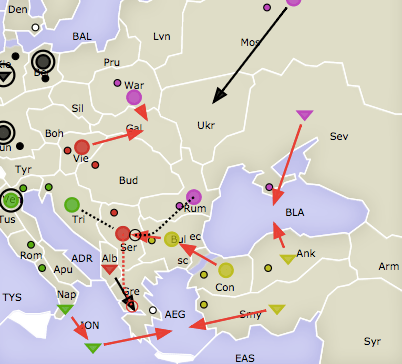 Den
BAL
Lvn
Mos
Pru
War
Sil
Ukr
Gal
Sev
Boh
Vie
Tyr
Bud
Rum
Tri
BLA
Tus
Ser
Bul
ec
Rom
ADR
Alb
sc
Ank
Apu
Con
Arm
TYS
Nap
Gre
AEG
Smy
ION
Syr
EAS